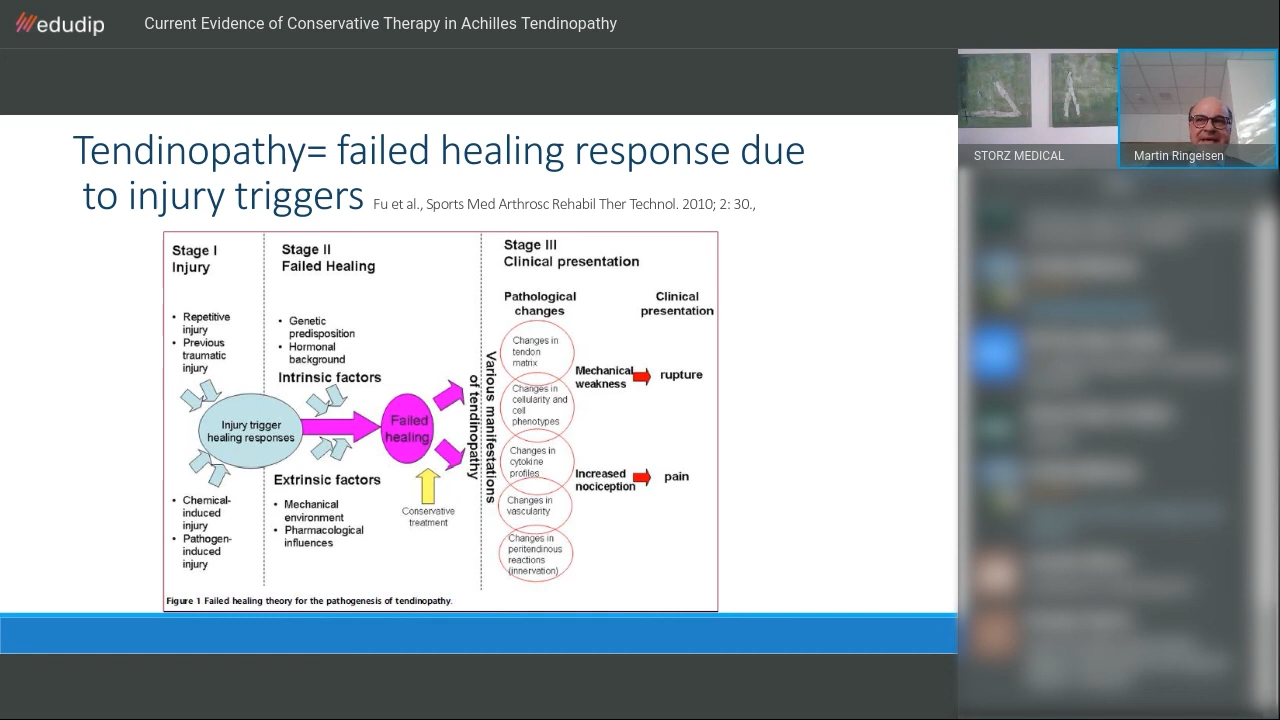 edudip
Current Evidence of Conservative Therapy in Achilles Tendinopathy
STORZ MEDICAL
Martin Ringeisen
Tendinopathy= failed healing response due
to injury triggers Fu et al., Sports Med Arthrosc Rehabil Ther Technol. 2010; 2: 30.,
Stage I
Injury
• Repetitive
injury
• Previous
traumatic
injury
Injury trigger
healing responses
• Chemical-
induced
injury
• Pathogen-
induced
injury
Stage II
Failed Healing
• Genetic
predisposition
• Hormonal
background
Intrinsic factors
Failed
healing
Extrinsic factors
• Mechanical
environment
• Pharmacological
influences
Conservative
treatment
Various manifestations
of tendinopathy
Stage III
Clinical presentation
Pathological
changes
Clinical
presentation
Changes in
tendon
matrix
Changes in
cellularity and
cell
phenotypes
Changes in
cytokine
profiles
Changes in
vascularity
Changes in
peritendinous
reactions
(innervation)
Mechanical
weakness
rupture
Increased
nociception
pain
Figure 1 Failed healing theory for the pathogenesis of tendinopathy.